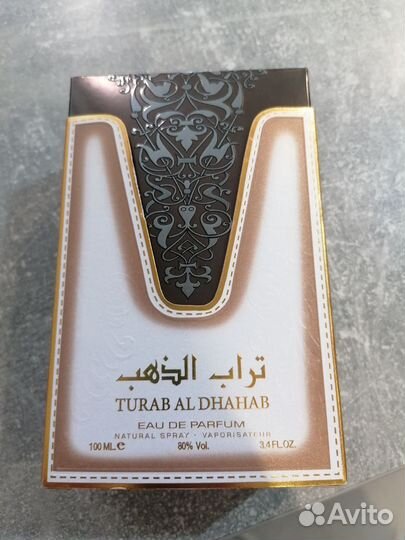 تراب الذهب
TURAB AL DHAHAB
EAU DE PARFUM
NATURAL SPRAY - VAPORISATEUR
100 ML.℮ 80% Vol. 3.4 FL.OZ.
Avito